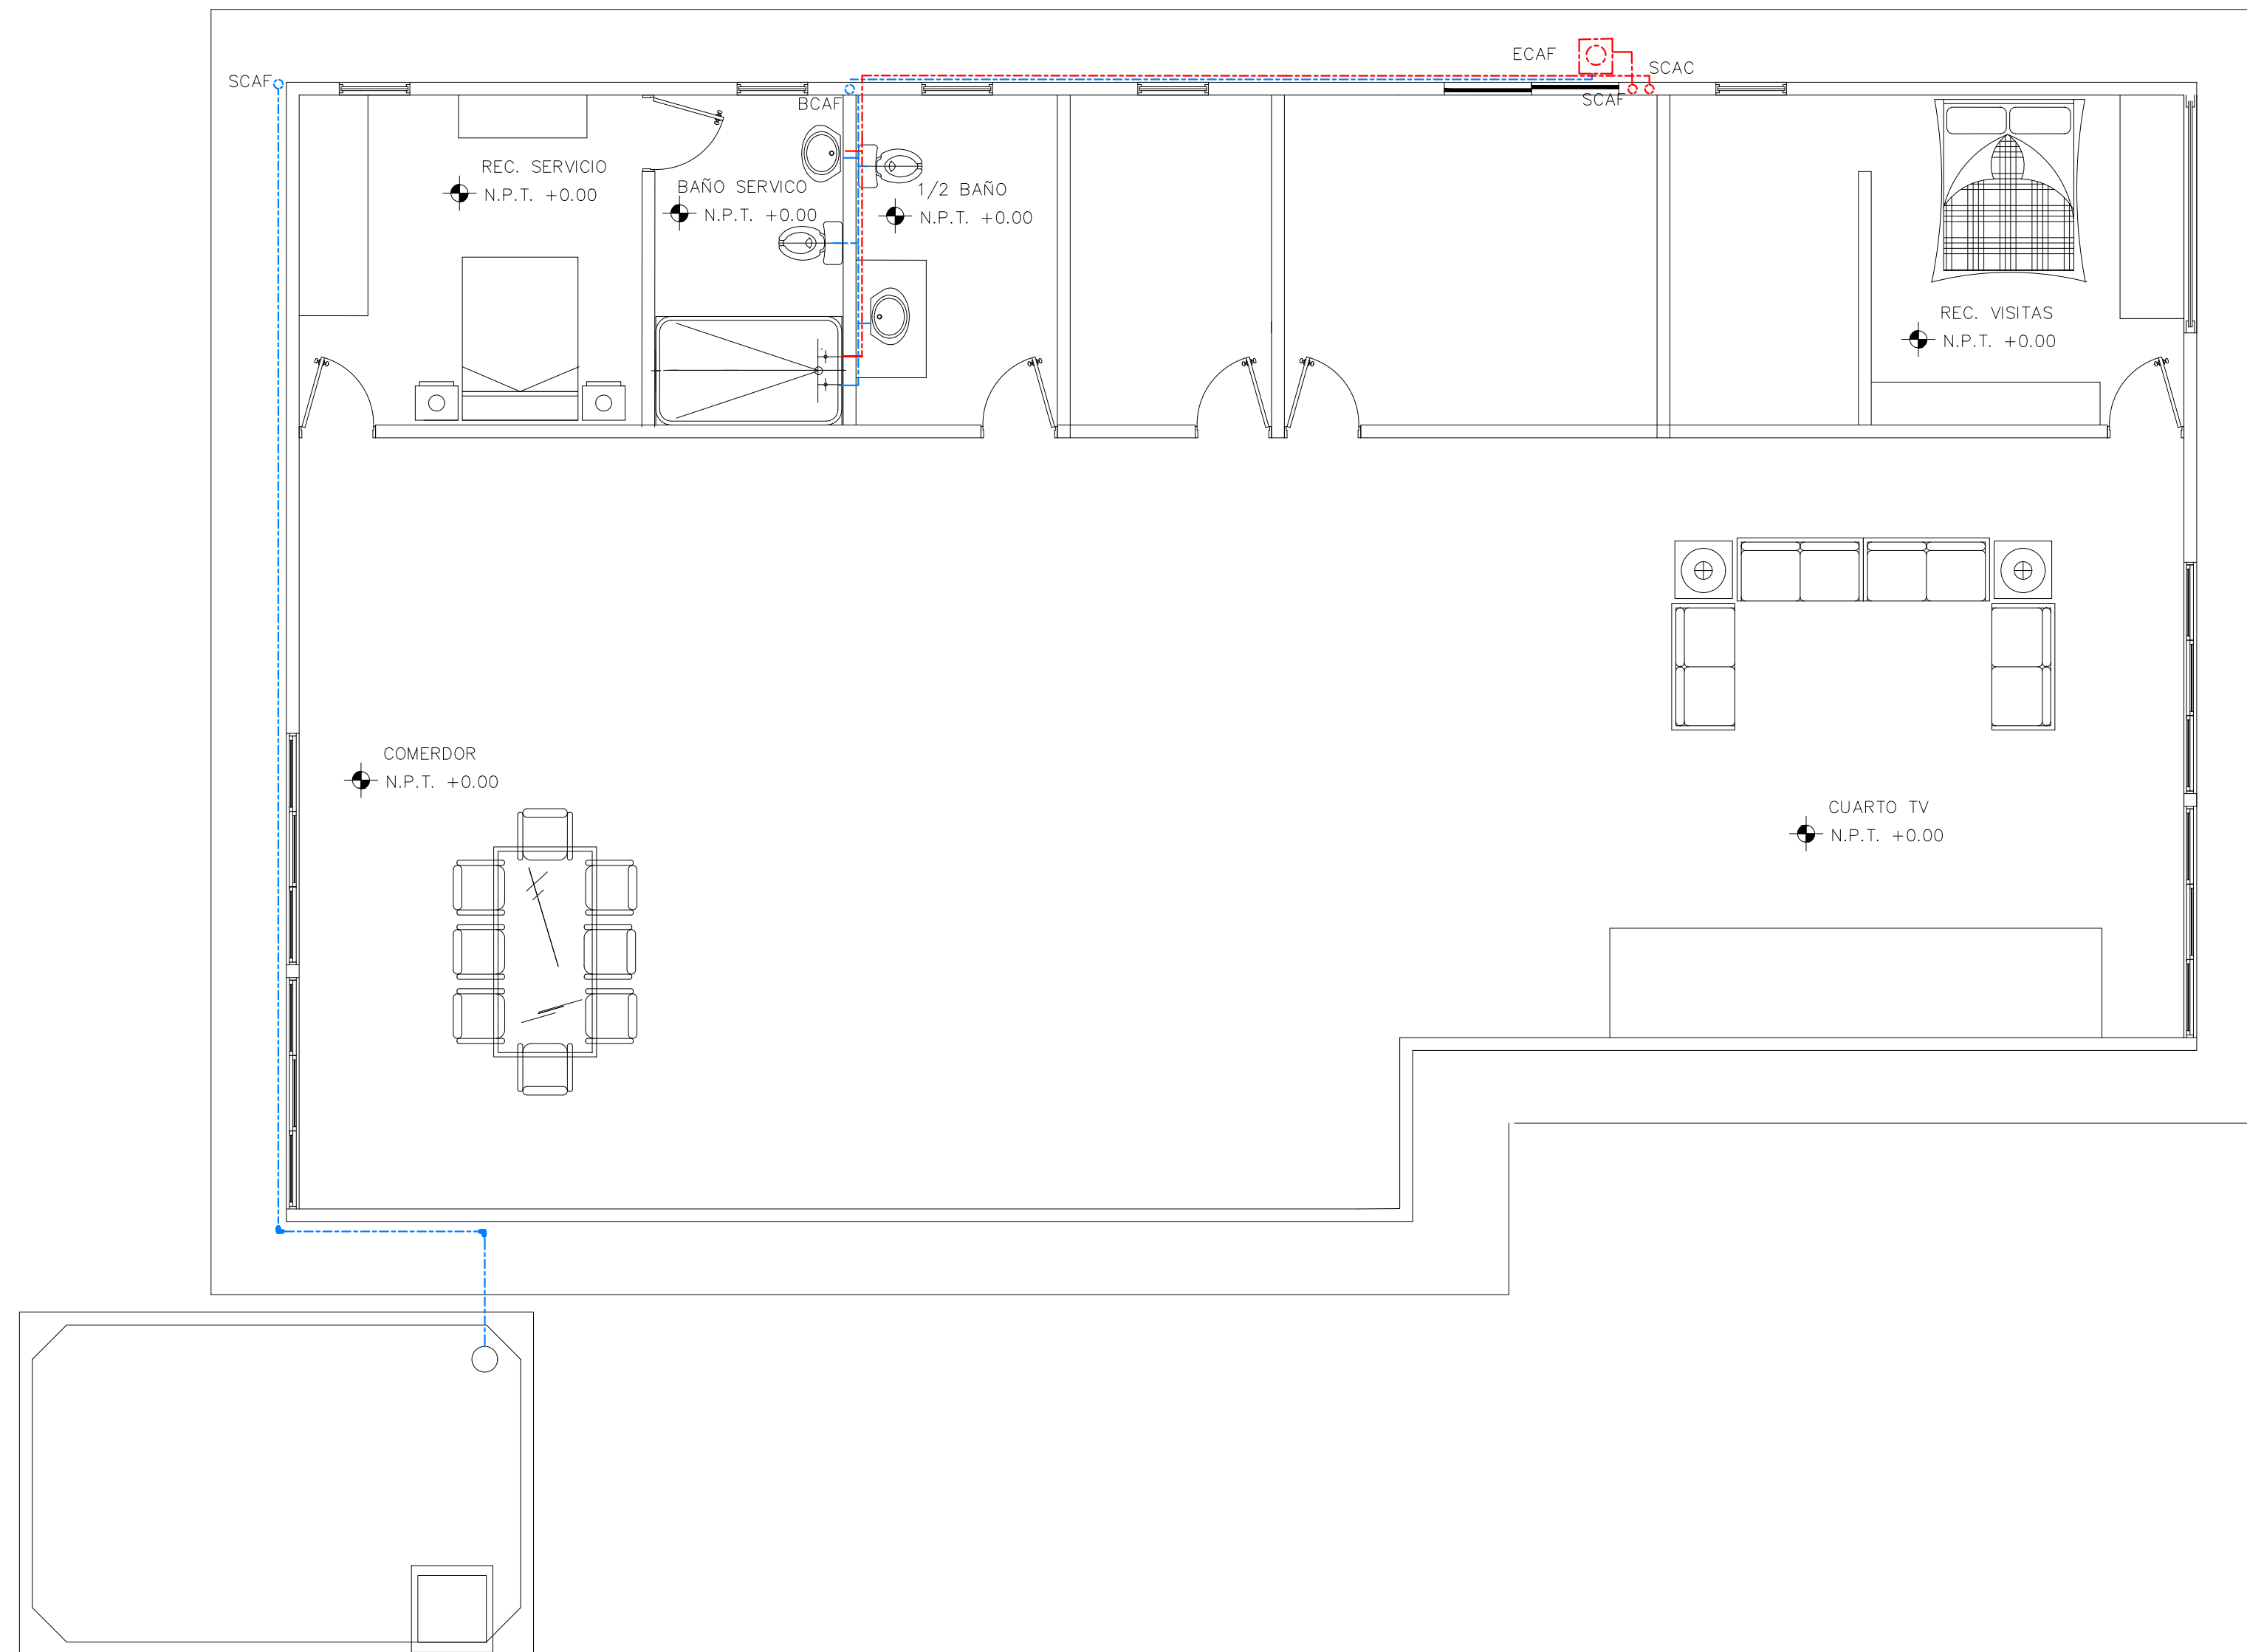 ECAF
SCAC
SCAF
BCAF
SCAF
REC. SERVICIO
N.P.T. +0.00
BAÑO SERVICO
N.P.T. +0.00
1/2 BAÑO
N.P.T. +0.00
REC. VISITAS
N.P.T. +0.00
COMERDOR
N.P.T. +0.00
CUARTO TV
N.P.T. +0.00